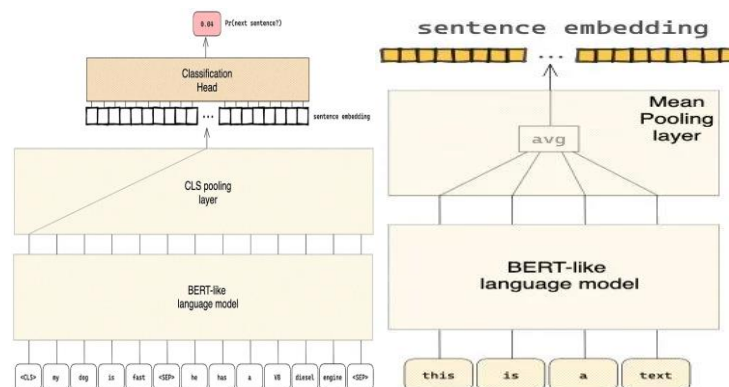 0.04 Pr(next sentence?)
Classification
Head
... sentence embedding
CLS pooling
layer
BERT-like
language model
<CLS> my dog is fast <SEP> he has a V8 diesel engine <SEP>
sentence embedding
...
Mean
Pooling
layer
avg
BERT-like
language model
this is a text